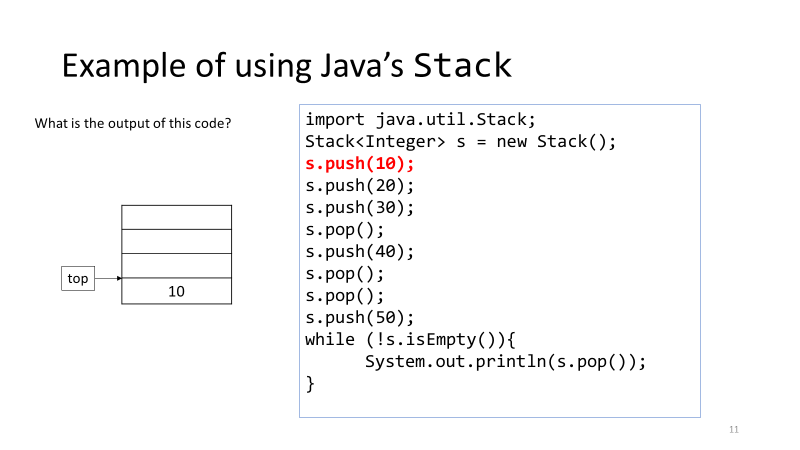 Example of using Java's Stack
What is the output of this code?
import java.util.Stack;
Stack<Integer> s = new Stack();
s.push(10);
s.push(20);
s.push(30);
s.pop();
s.push(40);
s.pop();
s.pop();
s.push(50);
while (!s.isEmpty()){
System.out.println(s.pop());
}
top
10
11